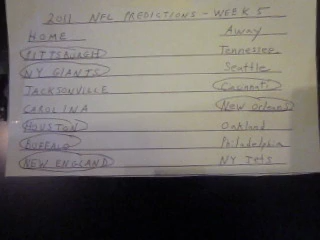 2011 NFL PREDICTIONS - WEEK 5
HOME Away
PITTSBURGH Tennessee
NY GIANTS Seattle
JACKSONVILLE Cincinnati
CAROLINA New Orleans
HOUSTON Oakland
BUFFALO Philadelphia
NEW ENGLAND NY Jets